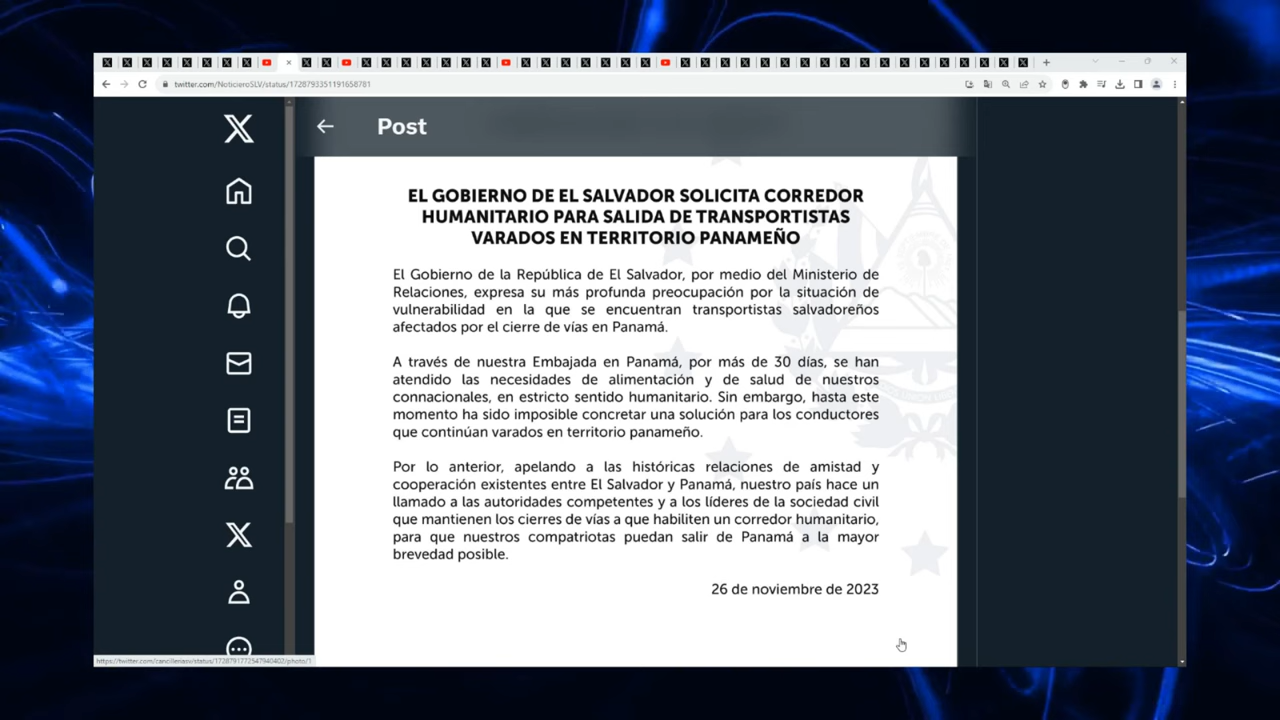 twitter.com/NoticieroSLV/status/1728793351191658781
Post
EL GOBIERNO DE EL SALVADOR SOLICITA CORREDOR
HUMANITARIO PARA SALIDA DE TRANSPORTISTAS
VARADOS EN TERRITORIO PANAMEÑO
El Gobierno de la República de El Salvador, por medio del Ministerio de
Relaciones, expresa su más profunda preocupación por la situación de
vulnerabilidad en la que se encuentran transportistas salvadoreños
afectados por el cierre de vías en Panamá.
A través de nuestra Embajada en Panamá, por más de 30 días, se han
atendido las necesidades de alimentación y de salud de nuestros
connacionales, en estricto sentido humanitario. Sin embargo, hasta este
momento ha sido imposible concretar una solución para los conductores
que continúan varados en territorio panameño.
Por lo anterior, apelando a las históricas relaciones de amistad y
cooperación existentes entre El Salvador y Panamá, nuestro país hace un
llamado a las autoridades competentes y a los líderes de la sociedad civil
que mantienen los cierres de vías a que habiliten un corredor humanitario,
para que nuestros compatriotas puedan salir de Panamá a la mayor
brevedad posible.
26 de noviembre de 2023
https://twitter.com/cancilleriasv/status/1728791772547940402/photo/1